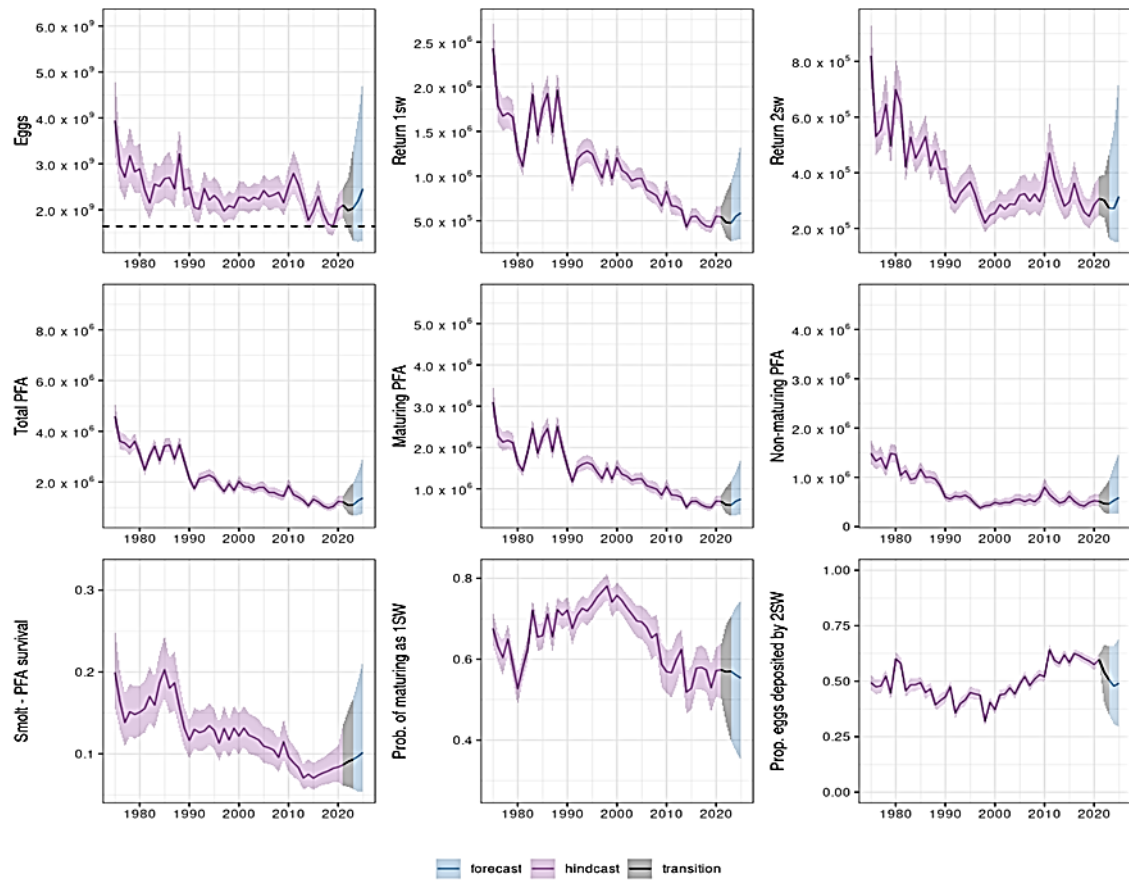 Eggs
6.0 x 10⁹
5.0 x 10⁹
4.0 x 10⁹
3.0 x 10⁹
2.0 x 10⁹
1980 1990 2000 2010 2020
Return 1sw
2.5 x 10⁶
2.0 x 10⁶
1.5 x 10⁶
1.0 x 10⁶
5.0 x 10⁵
1980 1990 2000 2010 2020
Return 2sw
8.0 x 10⁵
6.0 x 10⁵
4.0 x 10⁵
2.0 x 10⁵
1980 1990 2000 2010 2020
Total PFA
8.0 x 10⁶
6.0 x 10⁶
4.0 x 10⁶
2.0 x 10⁶
1980 1990 2000 2010 2020
Maturing PFA
5.0 x 10⁶
4.0 x 10⁶
3.0 x 10⁶
2.0 x 10⁶
1.0 x 10⁶
1980 1990 2000 2010 2020
Non-maturing PFA
4.0 x 10⁶
3.0 x 10⁶
2.0 x 10⁶
1.0 x 10⁶
0
1980 1990 2000 2010 2020
Smolt - PFA survival
0.3
0.2
0.1
1980 1990 2000 2010 2020
Prob. of maturing as 1SW
0.8
0.6
0.4
1980 1990 2000 2010 2020
Prop. eggs deposited by 2SW
1.00
0.75
0.50
0.25
0.00
1980 1990 2000 2010 2020
forecast hindcast transition